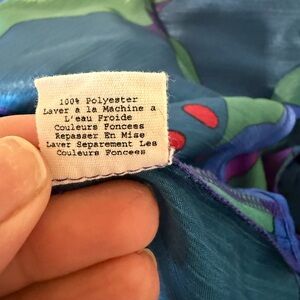 100% Polyester
Laver a la Machine a
L'eau Froide
Couleurs Foncees
Repasser En Mise
Laver Separement Les
Couleurs Foncees